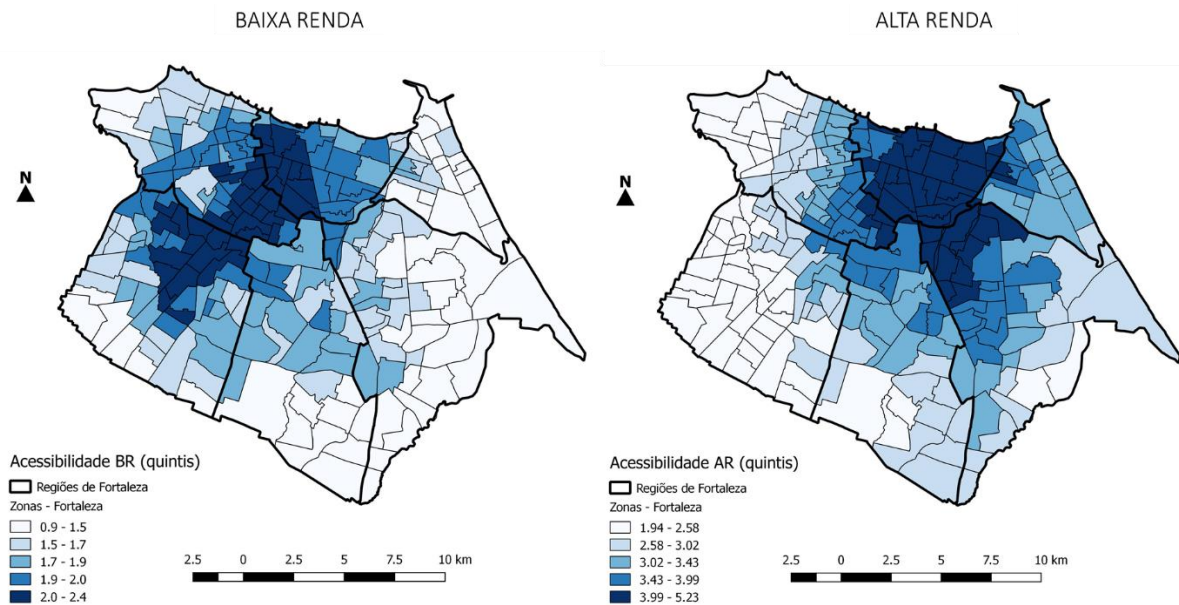 BAIXA RENDA
N
Acessibilidade BR (quintis)
Regiões de Fortaleza
Zonas - Fortaleza
0.9 - 1.5
1.5 - 1.7
1.7 - 1.9
1.9 - 2.0
2.0 - 2.4
2.5 0 2.5 5 7.5 10 km
ALTA RENDA
N
Acessibilidade AR (quintis)
Regiões de Fortaleza
Zonas - Fortaleza
1.94 - 2.58
2.58 - 3.02
3.02 - 3.43
3.43 - 3.99
3.99 - 5.23
2.5 0 2.5 5 7.5 10 km